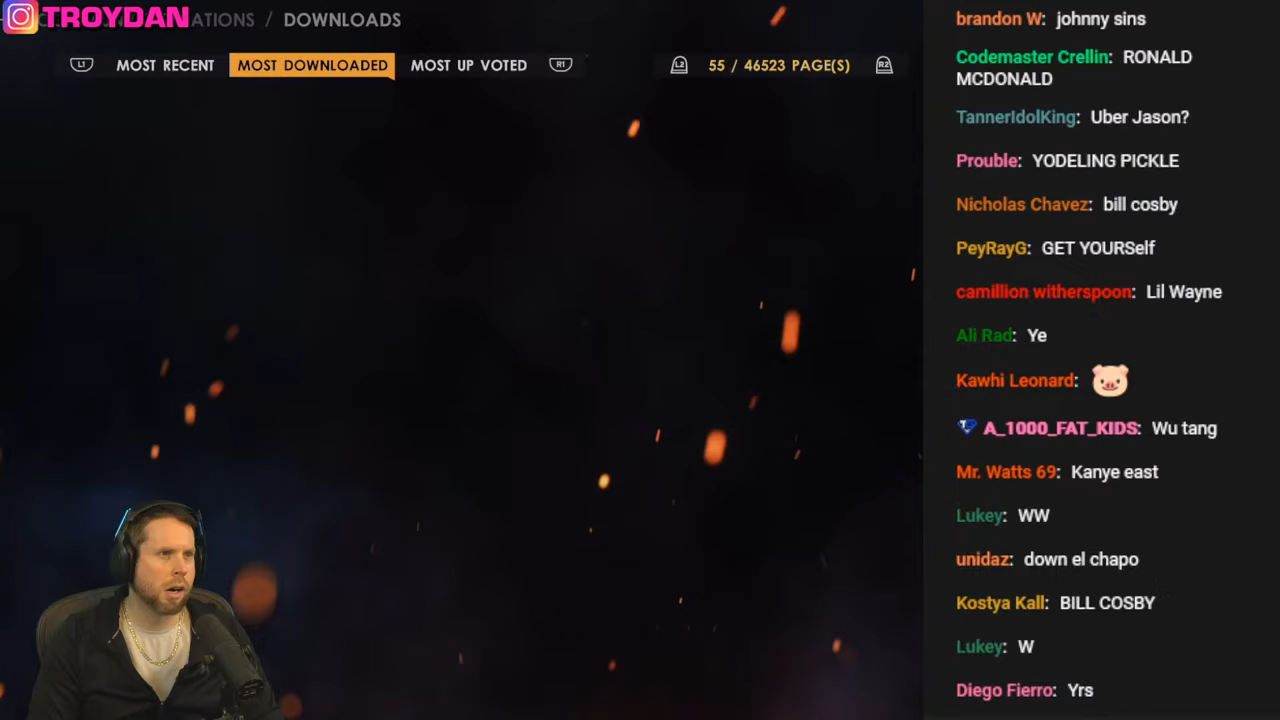 TROYDAN
ATIONS / DOWNLOADS
L1 MOST RECENT MOST DOWNLOADED MOST UP VOTED R1 L2 55 / 46523 PAGE(S) R2
brandon W: johnny sins
Codemaster Crellin: RONALD
MCDONALD
TannerIdolKing: Uber Jason?
Prouble: YODELING PICKLE
Nicholas Chavez: bill cosby
PeyRayG: GET YOURSelf
camillion witherspoon: Lil Wayne
Ali Rad: Ye
Kawhi Leonard: 🐷
A_1000_FAT_KIDS: Wu tang
Mr. Watts 69: Kanye east
Lukey: WW
unidaz: down el chapo
Kostya Kall: BILL COSBY
Lukey: W
Diego Fierro: Yrs